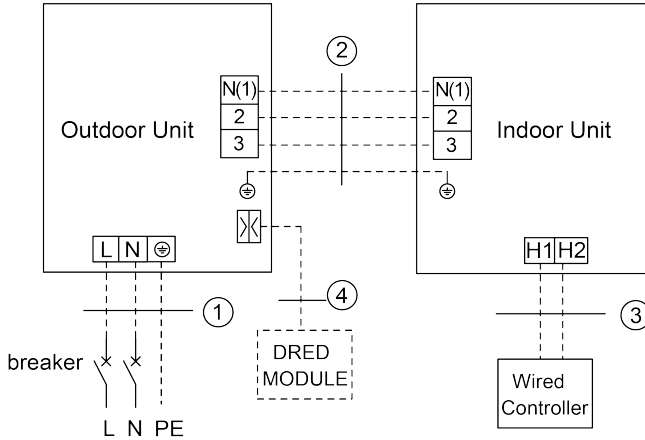 ②
N(1)
N(1)
2
2
3
3
Outdoor Unit
Indoor Unit
L N
H1 H2
①
④
③
breaker
DRED
MODULE
Wired
Controller
L N PE